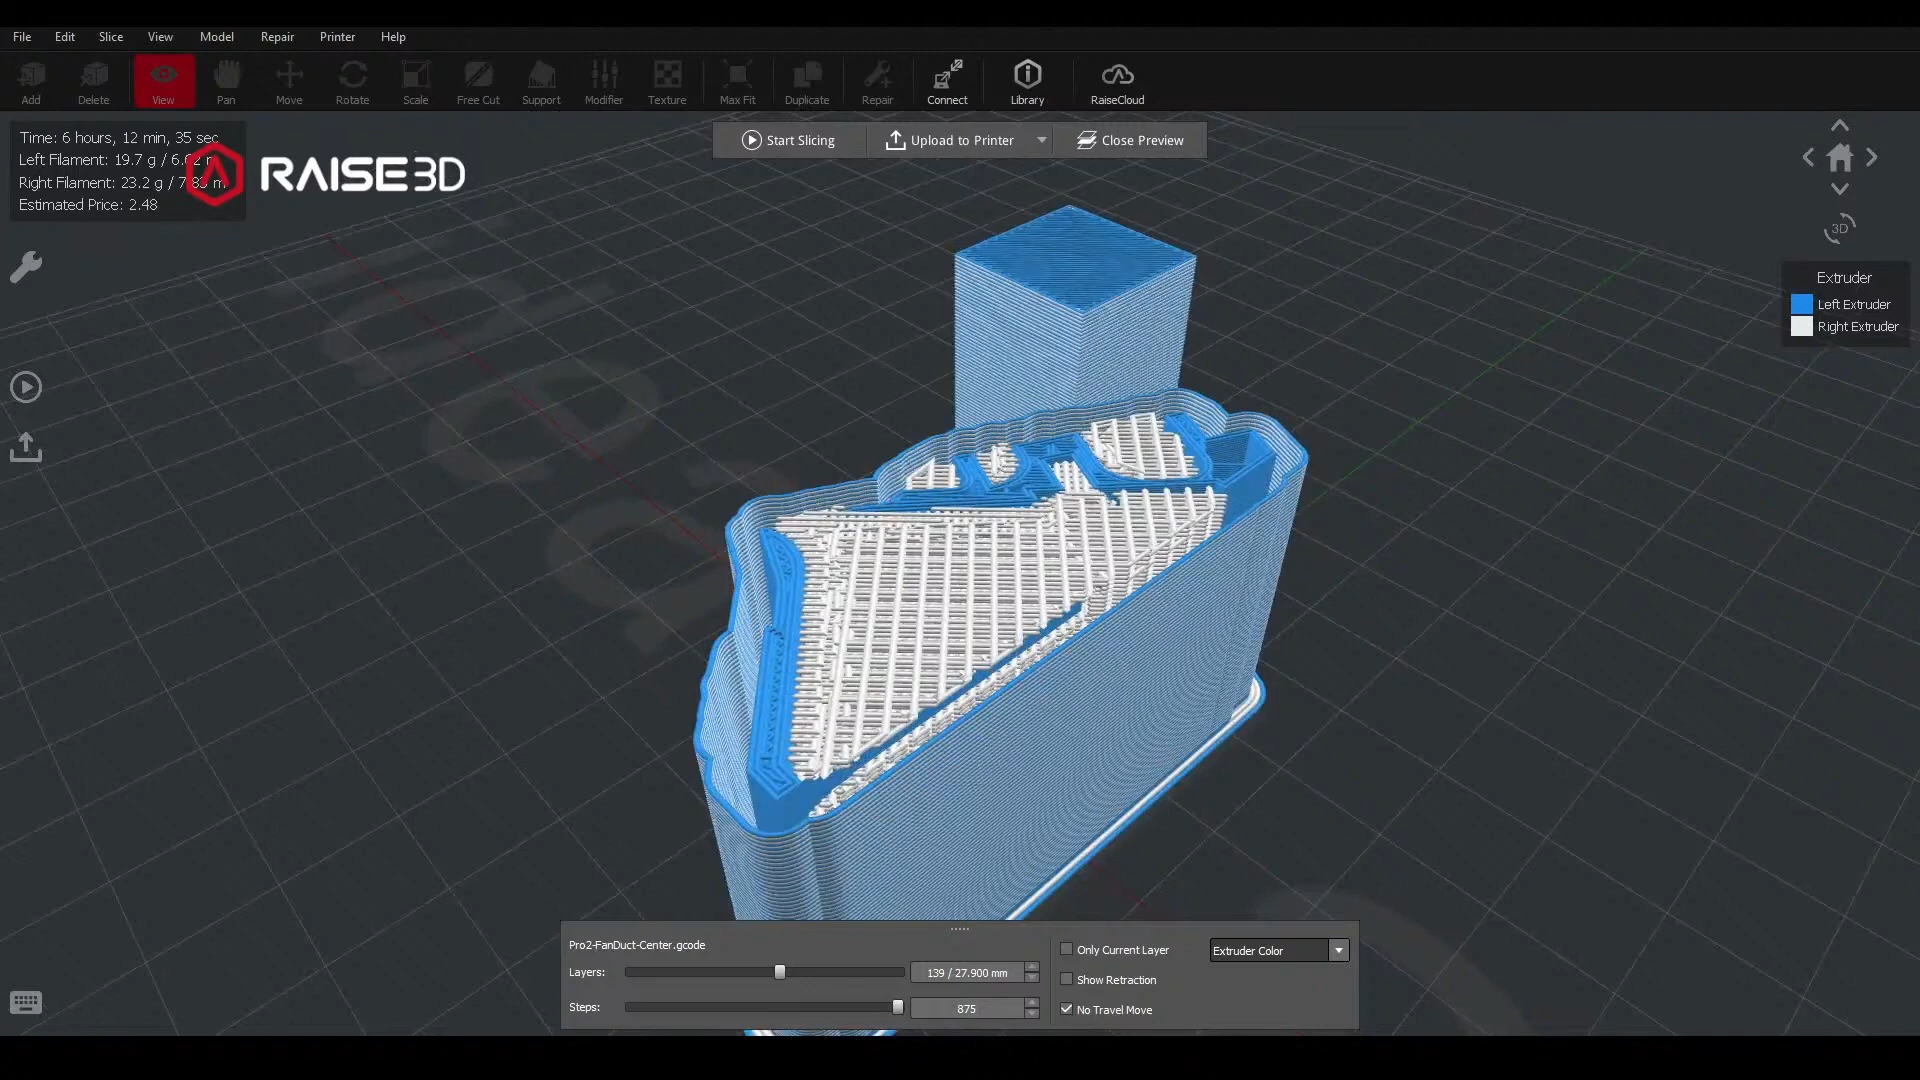 File Edit Slice View Model Repair Printer Help
Add Delete View Pan Move Rotate Scale Free Cut Support Modifier Texture Max Fit Duplicate Repair Connect Library RaiseCloud
Start Slicing Upload to Printer Close Preview
Time: 6 hours, 12 min, 35 sec
Left Filament: 19.7 g / 6.62 m
Right Filament: 23.2 g / 7.83 m
Estimated Price: 2.48
RAISE3D
3D
Extruder
Left Extruder
Right Extruder
Pro2-FanDuct-Center.gcode
Layers: 139 / 27.900 mm
Steps: 875
Only Current Layer
Show Retraction
No Travel Move
Extruder Color